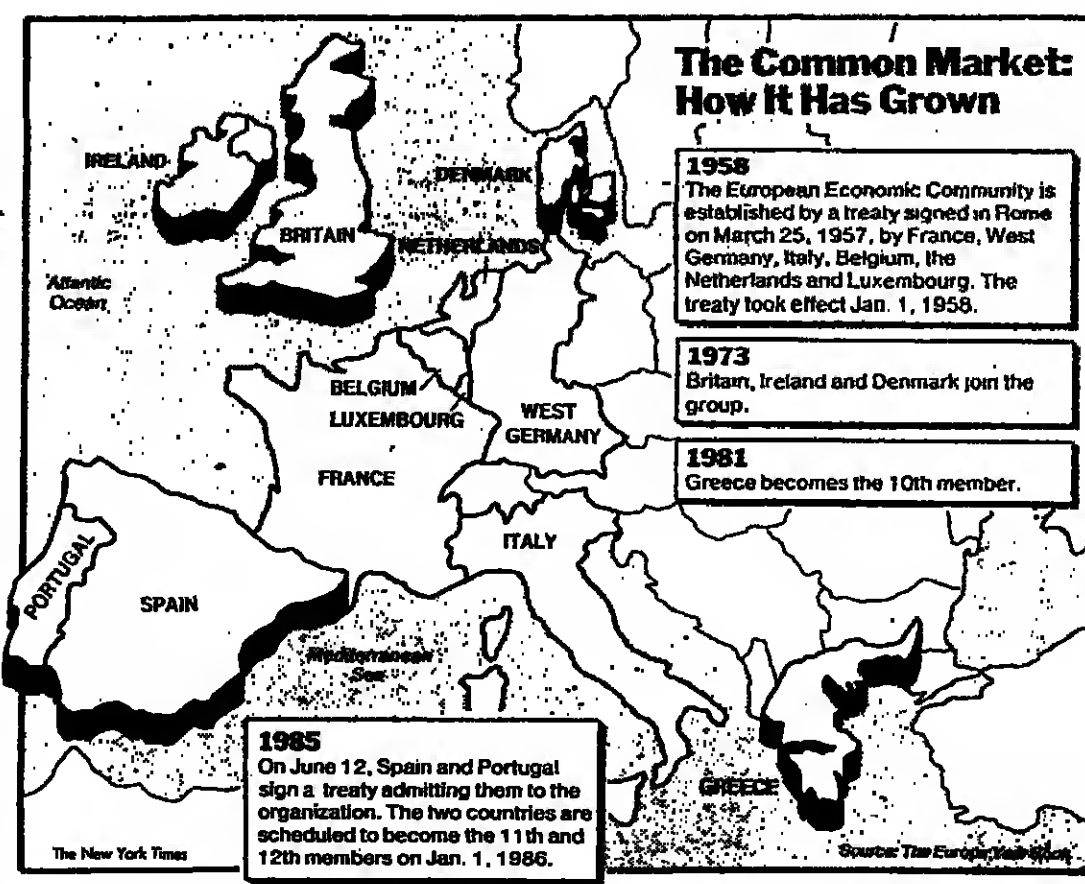 The Common Market:
How It Has Grown
1958
The European Economic Community is
established by a treaty signed in Rome
on March 25, 1957, by France, West
Germany, Italy, Belgium, the
Netherlands and Luxembourg. The
treaty took effect Jan. 1, 1958.
1973
Britain, Ireland and Denmark join the
group.
1981
Greece becomes the 10th member.
IRELAND
DENMARK
BRITAIN
NETHERLANDS
Atlantic
Ocean
BELGIUM
LUXEMBOURG
WEST
GERMANY
FRANCE
ITALY
PORTUGAL
SPAIN
Mediterranean
Sea
GREECE
1985
On June 12, Spain and Portugal
sign a treaty admitting them to the
organization. The two countries are
scheduled to become the 11th and
12th members on Jan. 1, 1986.
The New York Times
Source: The Europa Year Book